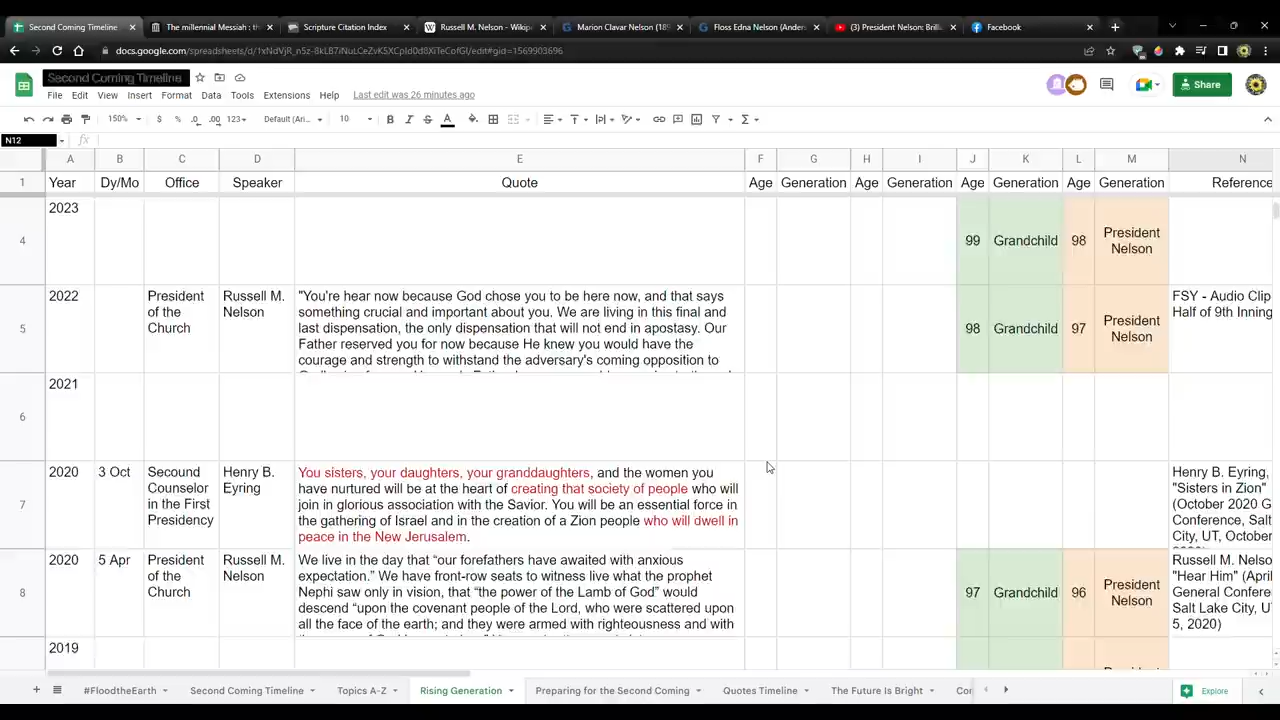 Second Coming Timeline
The millennial Messiah : th
Scripture Citation Index
Russell M. Nelson - Wikip
Marion Clavar Nelson (189
Floss Edna Nelson (Anders
(3) President Nelson: Brilli
Facebook
Second Coming Timeline
File Edit View Insert Format Data Tools Extensions Help Last edit was 26 minutes ago
Share
150% $ % .0 .00 123 Default (Ari... 10 B I S A
N12 fx
A B C D E F G H I J K L M N
1 Year Dy/Mo Office Speaker Quote Age Generation Age Generation Age Generation Age Generation Reference
4 2023 99 Grandchild 98 President
Nelson
5 2022 President
of the
Church
Russell M.
Nelson
"You're hear now because God chose you to be here now, and that says
something crucial and important about you. We are living in this final and
last dispensation, the only dispensation that will not end in apostasy. Our
Father reserved you for now because He knew you would have the
courage and strength to withstand the adversary's coming opposition to
98 Grandchild 97 President
Nelson
FSY - Audio Clip
Half of 9th Inning
6 2021
7 2020 3 Oct Secound
Counselor
in the First
Presidency
Henry B.
Eyring
You sisters, your daughters, your granddaughters, and the women you
have nurtured will be at the heart of creating that society of people who will
join in glorious association with the Savior. You will be an essential force in
the gathering of Israel and in the creation of a Zion people who will dwell in
peace in the New Jerusalem.
Henry B. Eyring,
"Sisters in Zion"
(October 2020 G
Conference, Salt
City, UT, October
8 2020 5 Apr President
of the
Church
Russell M.
Nelson
We live in the day that “our forefathers have awaited with anxious
expectation.” We have front-row seats to witness live what the prophet
Nephi saw only in vision, that “the power of the Lamb of God” would
descend “upon the covenant people of the Lord, who were scattered upon
all the face of the earth; and they were armed with righteousness and with
97 Grandchild 96 President
Nelson
Russell M. Nelso
"Hear Him" (April
General Conferen
Salt Lake City, UT
5, 2020)
2019
President
#FloodtheEarth Second Coming Timeline Topics A-Z Rising Generation Preparing for the Second Coming Quotes Timeline The Future Is Bright Explore